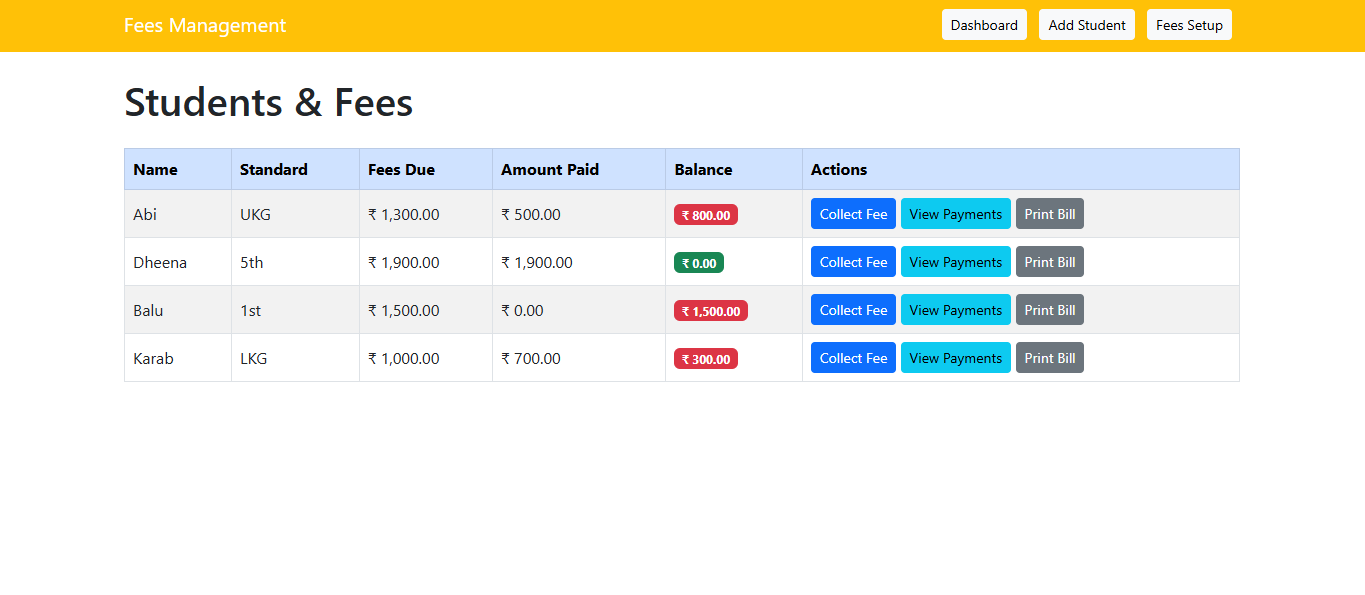 Fees Management Dashboard Add Student Fees Setup
Students & Fees
Name Standard Fees Due Amount Paid Balance Actions
Abi UKG ₹ 1,300.00 ₹ 500.00 ₹ 800.00 Collect Fee View Payments Print Bill
Dheena 5th ₹ 1,900.00 ₹ 1,900.00 ₹ 0.00 Collect Fee View Payments Print Bill
Balu 1st ₹ 1,500.00 ₹ 0.00 ₹ 1,500.00 Collect Fee View Payments Print Bill
Karab LKG ₹ 1,000.00 ₹ 700.00 ₹ 300.00 Collect Fee View Payments Print Bill